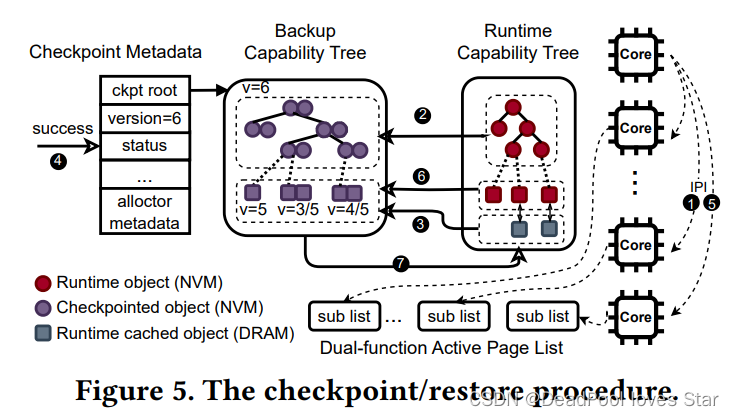 Checkpoint Metadata
Backup
Capability Tree
Runtime
Capability Tree
ckpt root
version=6
status
...
alloctor
metadata
success
4
v=6
v=5
v=3/5
v=4/5
2
6
3
7
Core
Core
Core
Core
IPI
1
5
Runtime object (NVM)
Checkpointed object (NVM)
Runtime cached object (DRAM)
sub list
...
sub list
sub list
Dual-function Active Page List
Figure 5. The checkpoint/restore procedure.
CSDN @DeadPool loves Star